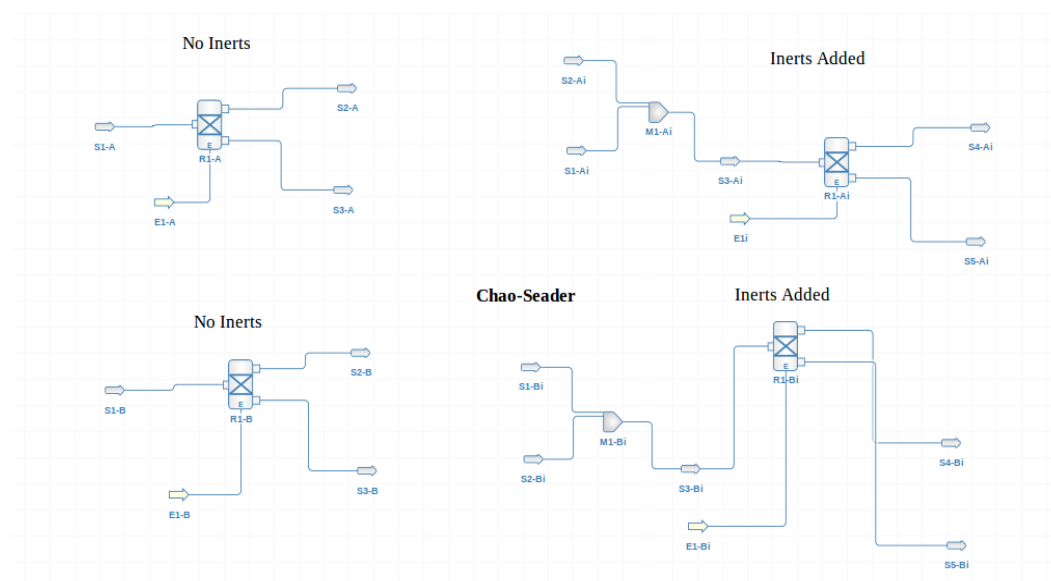 No Inerts
S1-A
R1-A
E
S2-A
S3-A
E1-A
Inerts Added
S2-Ai
S1-Ai
M1-Ai
S3-Ai
R1-Ai
E
E1i
S4-Ai
S5-Ai
Chao-Seader
No Inerts
S1-B
R1-B
E
S2-B
S3-B
E1-B
Inerts Added
S1-Bi
S2-Bi
M1-Bi
S3-Bi
R1-Bi
E
E1-Bi
S4-Bi
S5-Bi